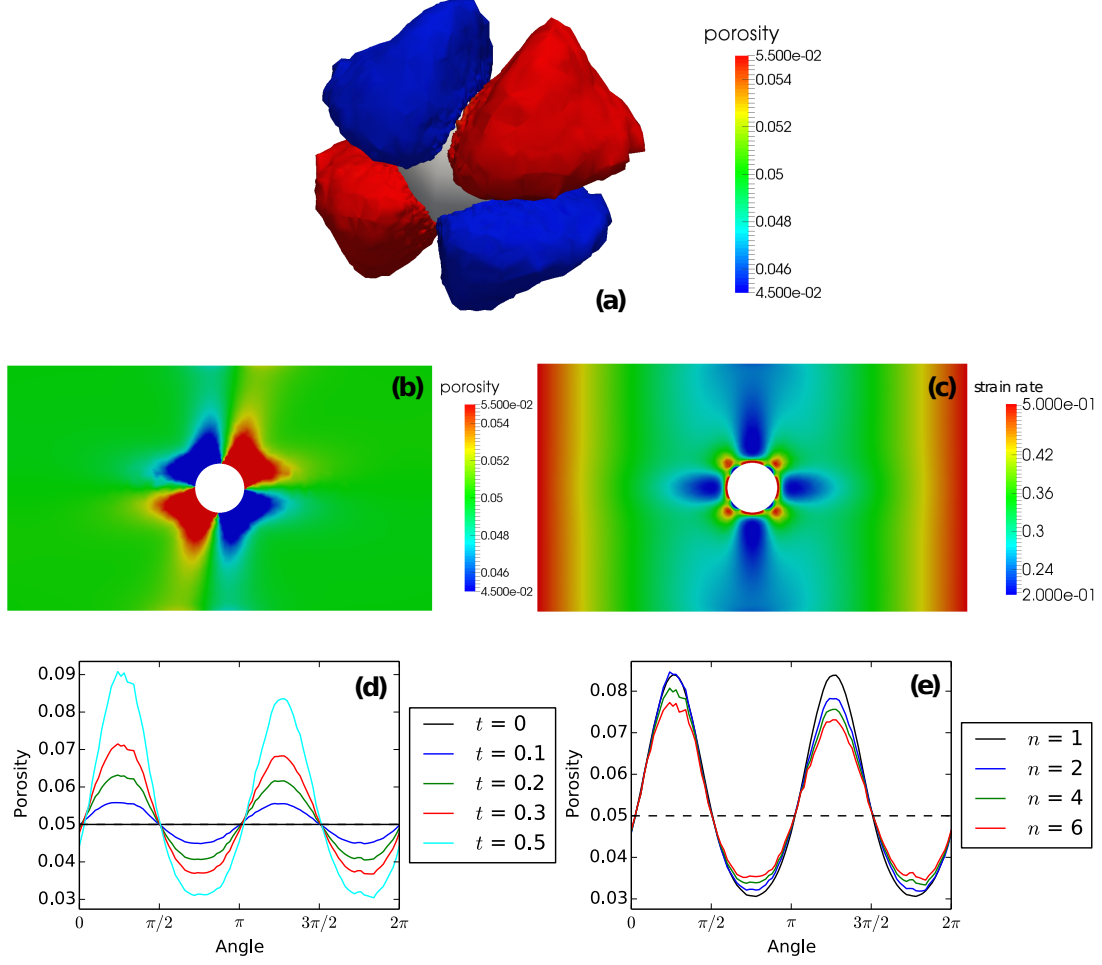 porosity
5.500e-02
0.054
0.052
0.05
0.048
0.046
4.500e-02
(a)
(b)
porosity
5.500e-02
0.054
0.052
0.05
0.048
0.046
4.500e-02
(c)
strain rate
5.000e-01
0.42
0.36
0.3
0.24
2.000e-01
(d)
Porosity
0.09
0.08
0.07
0.06
0.05
0.04
0.03
0
π/2
π
3π/2
2π
Angle
t = 0
t = 0.1
t = 0.2
t = 0.3
t = 0.5
(e)
Porosity
0.08
0.07
0.06
0.05
0.04
0.03
0
π/2
π
3π/2
2π
Angle
n = 1
n = 2
n = 4
n = 6